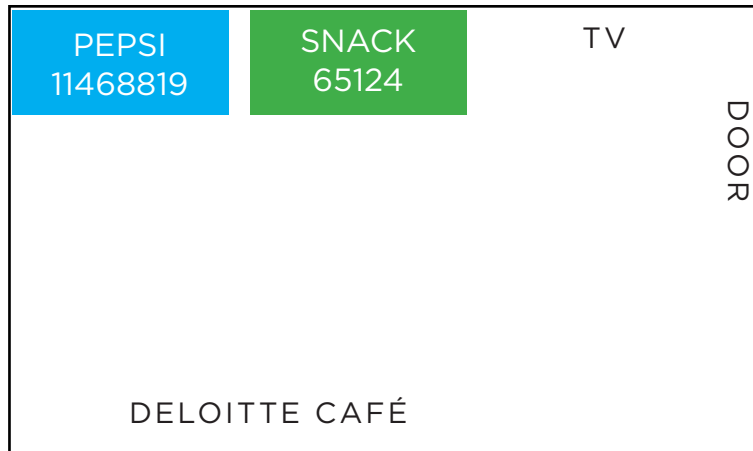 PEPSI
11468819
SNACK
65124
TV
DOOR
DELOITTE CAFÉ